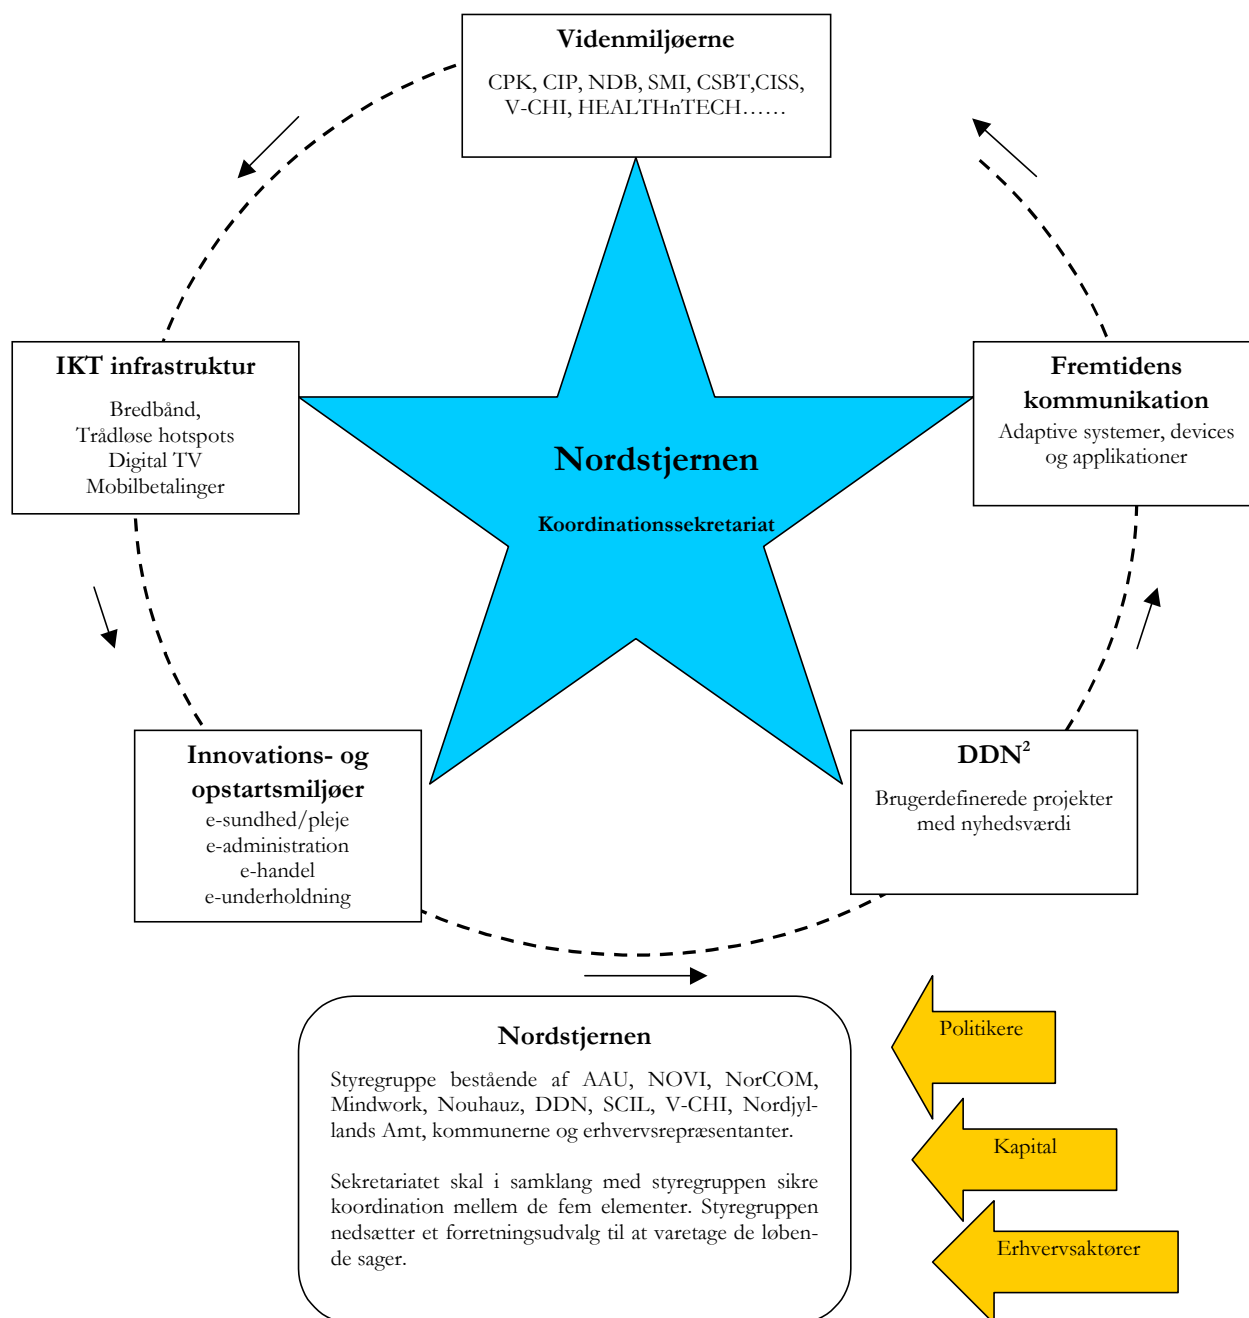 Videnmiljøerne
CPK, CIP, NDB, SMI, CSBT,CISS,
V-CHI, HEALTHnTECH……
IKT infrastruktur
Bredbånd,
Trådløse hotspots
Digital TV
Mobilbetalinger
Fremtidens
kommunikation
Adaptive systemer, devices
og applikationer
Nordstjernen
Koordinationssekretariat
Innovations- og
opstartsmiljøer
e-sundhed/pleje
e-administration
e-handel
e-underholdning
DDN²
Brugerdefinerede projekter
med nyhedsværdi
Nordstjernen
Styregruppe bestående af AAU, NOVI, NorCOM,
Mindwork, Nouhauz, DDN, SCIL, V-CHI, Nordjyl-
lands Amt, kommunerne og erhvervsrepræsentanter.
Sekretariatet skal i samklang med styregruppen sikre
koordination mellem de fem elementer. Styregruppen
nedsætter et forretningsudvalg til at varetage de løben-
de sager.
Politikere
Kapital
Erhvervsaktører